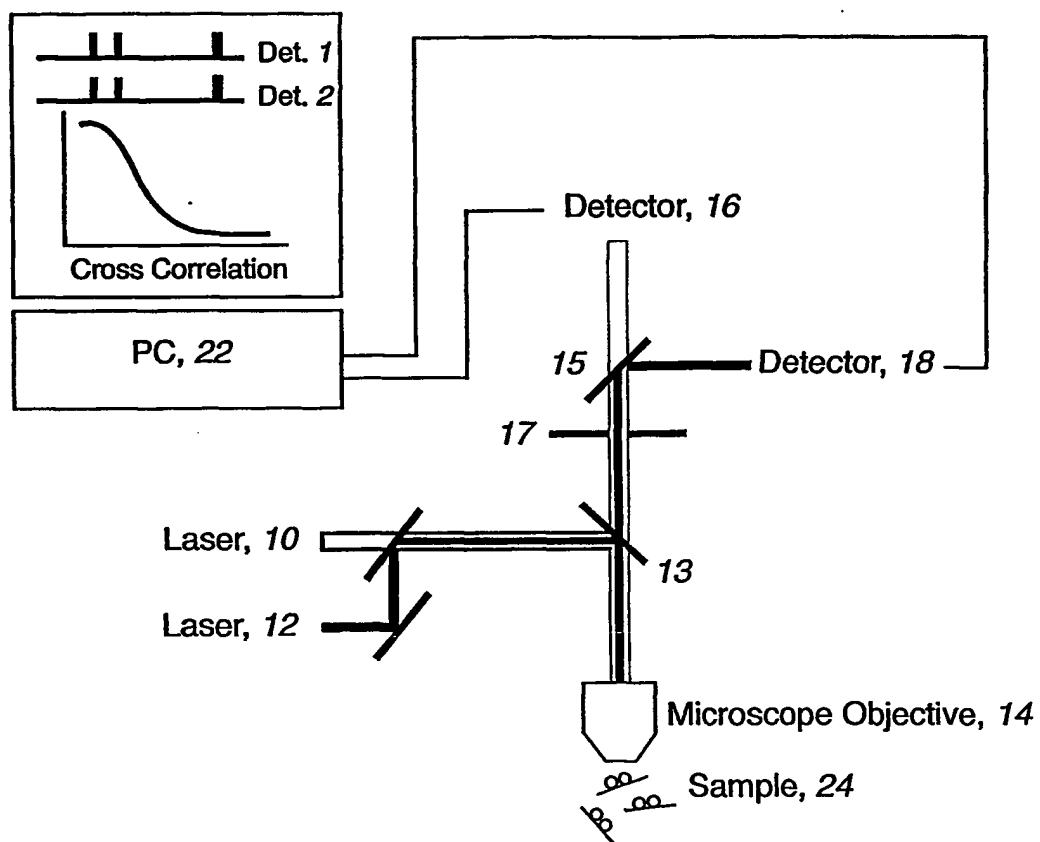 Det. 1
Det. 2
Cross Correlation
Detector, 16
PC, 22
15
Detector, 18
17
Laser, 10
13
Laser, 12
Microscope Objective, 14
Sample, 24